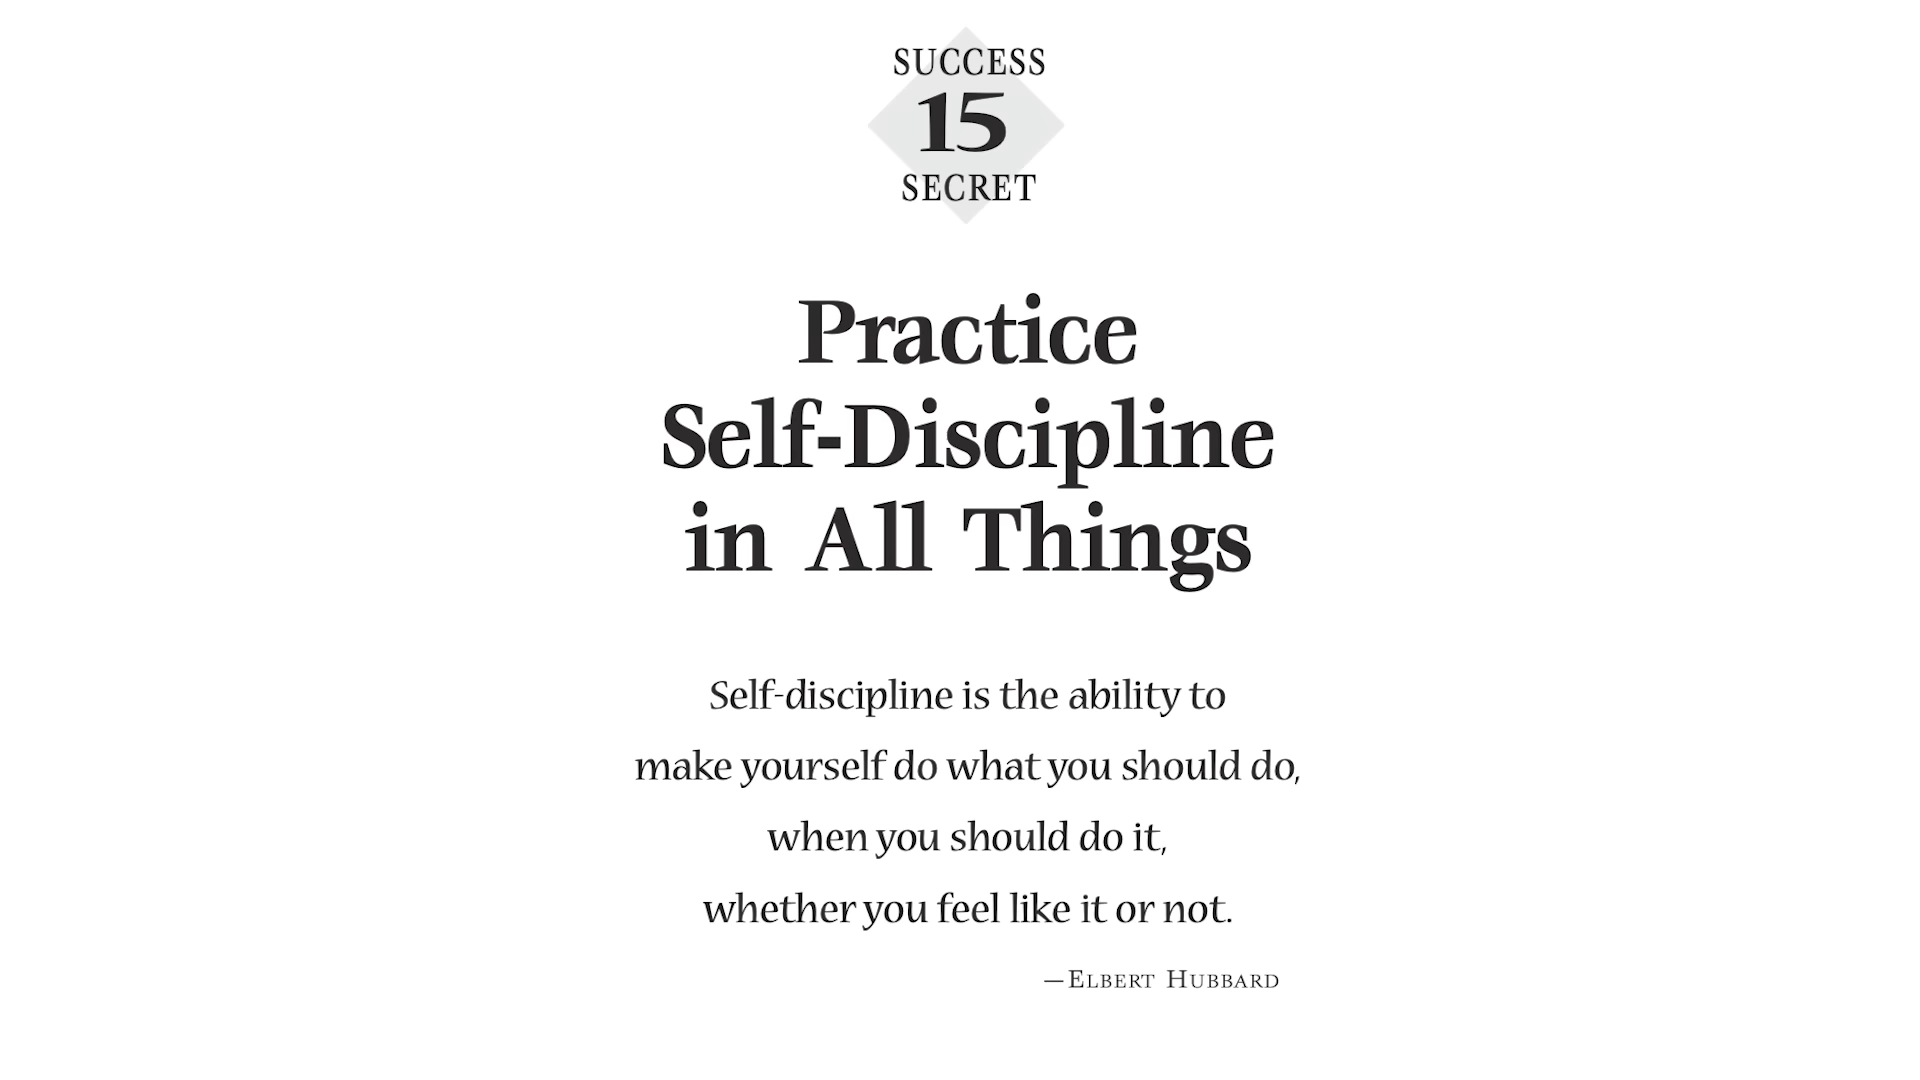 SUCCESS
15
SECRET
Practice
Self-Discipline
in All Things
Self-discipline is the ability to
make yourself do what you should do,
when you should do it,
whether you feel like it or not.
—Elbert Hubbard